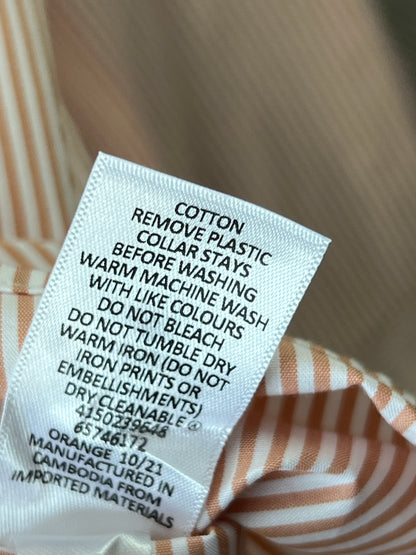 COTTON
REMOVE PLASTIC
COLLAR STAYS
BEFORE WASHING
WARM MACHINE WASH
WITH LIKE COLOURS
DO NOT BLEACH
DO NOT TUMBLE DRY
WARM IRON (DO NOT
IRON PRINTS OR
EMBELLISHMENTS)
DRY CLEANABLE
4150239648
65746172
ORANGE 10/21
MANUFACTURED IN
CAMBODIA FROM
IMPORTED MATERIALS